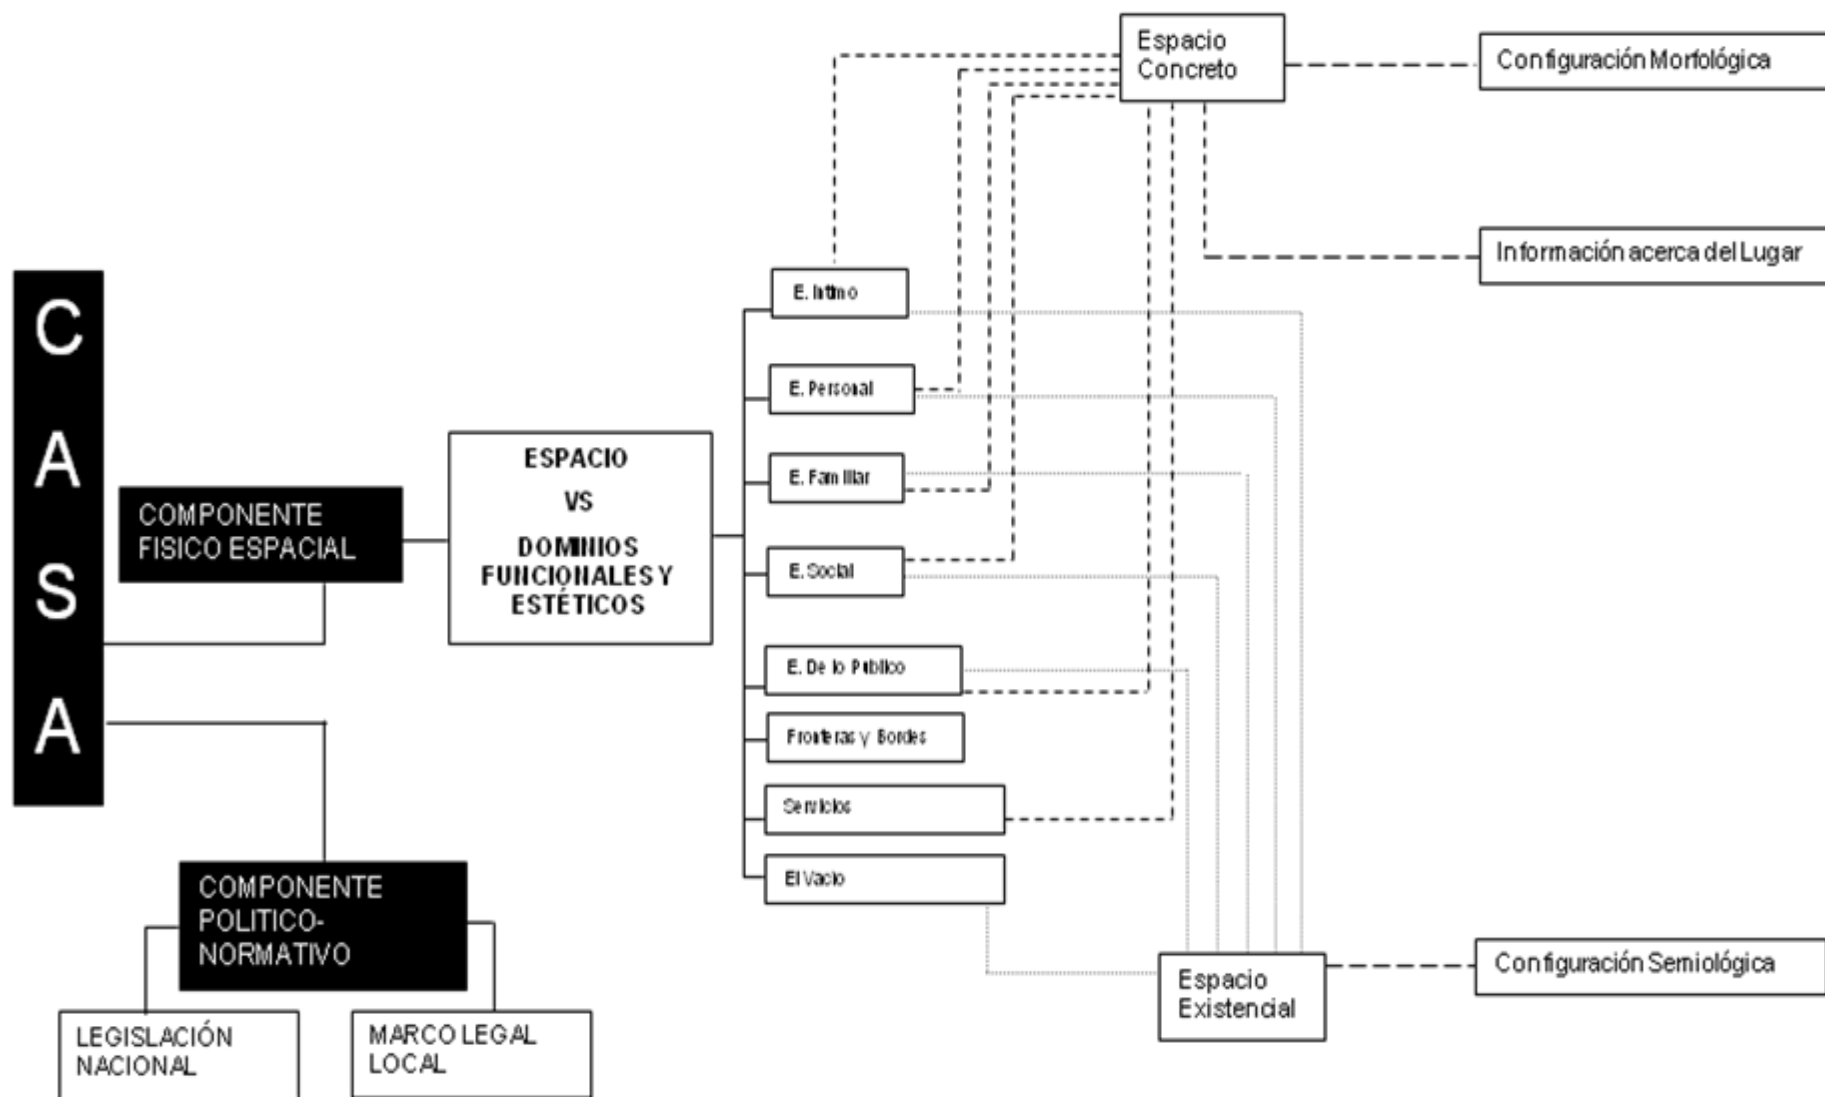 CASA
COMPONENTE
FISICO ESPACIAL
COMPONENTE
POLITICO-
NORMATIVO
LEGISLACIÓN
NACIONAL
MARCO LEGAL
LOCAL
ESPACIO
VS
DOMINIOS
FUNCIONALES Y
ESTÉTICOS
E. Intimo
E. Personal
E. Familiar
E. Social
E. De lo Publico
Fronteras y Bordes
Servicios
El Vacio
Espacio
Concreto
Configuración Morfológica
Información acerca del Lugar
Espacio
Existencial
Configuración Semiológica